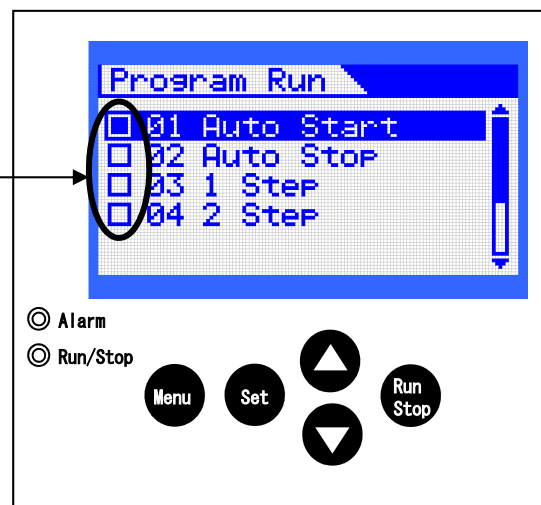 Program Run
01 Auto Start
02 Auto Stop
03 1 Step
04 2 Step
Alarm
Run/Stop
Menu
Set
Run
Stop